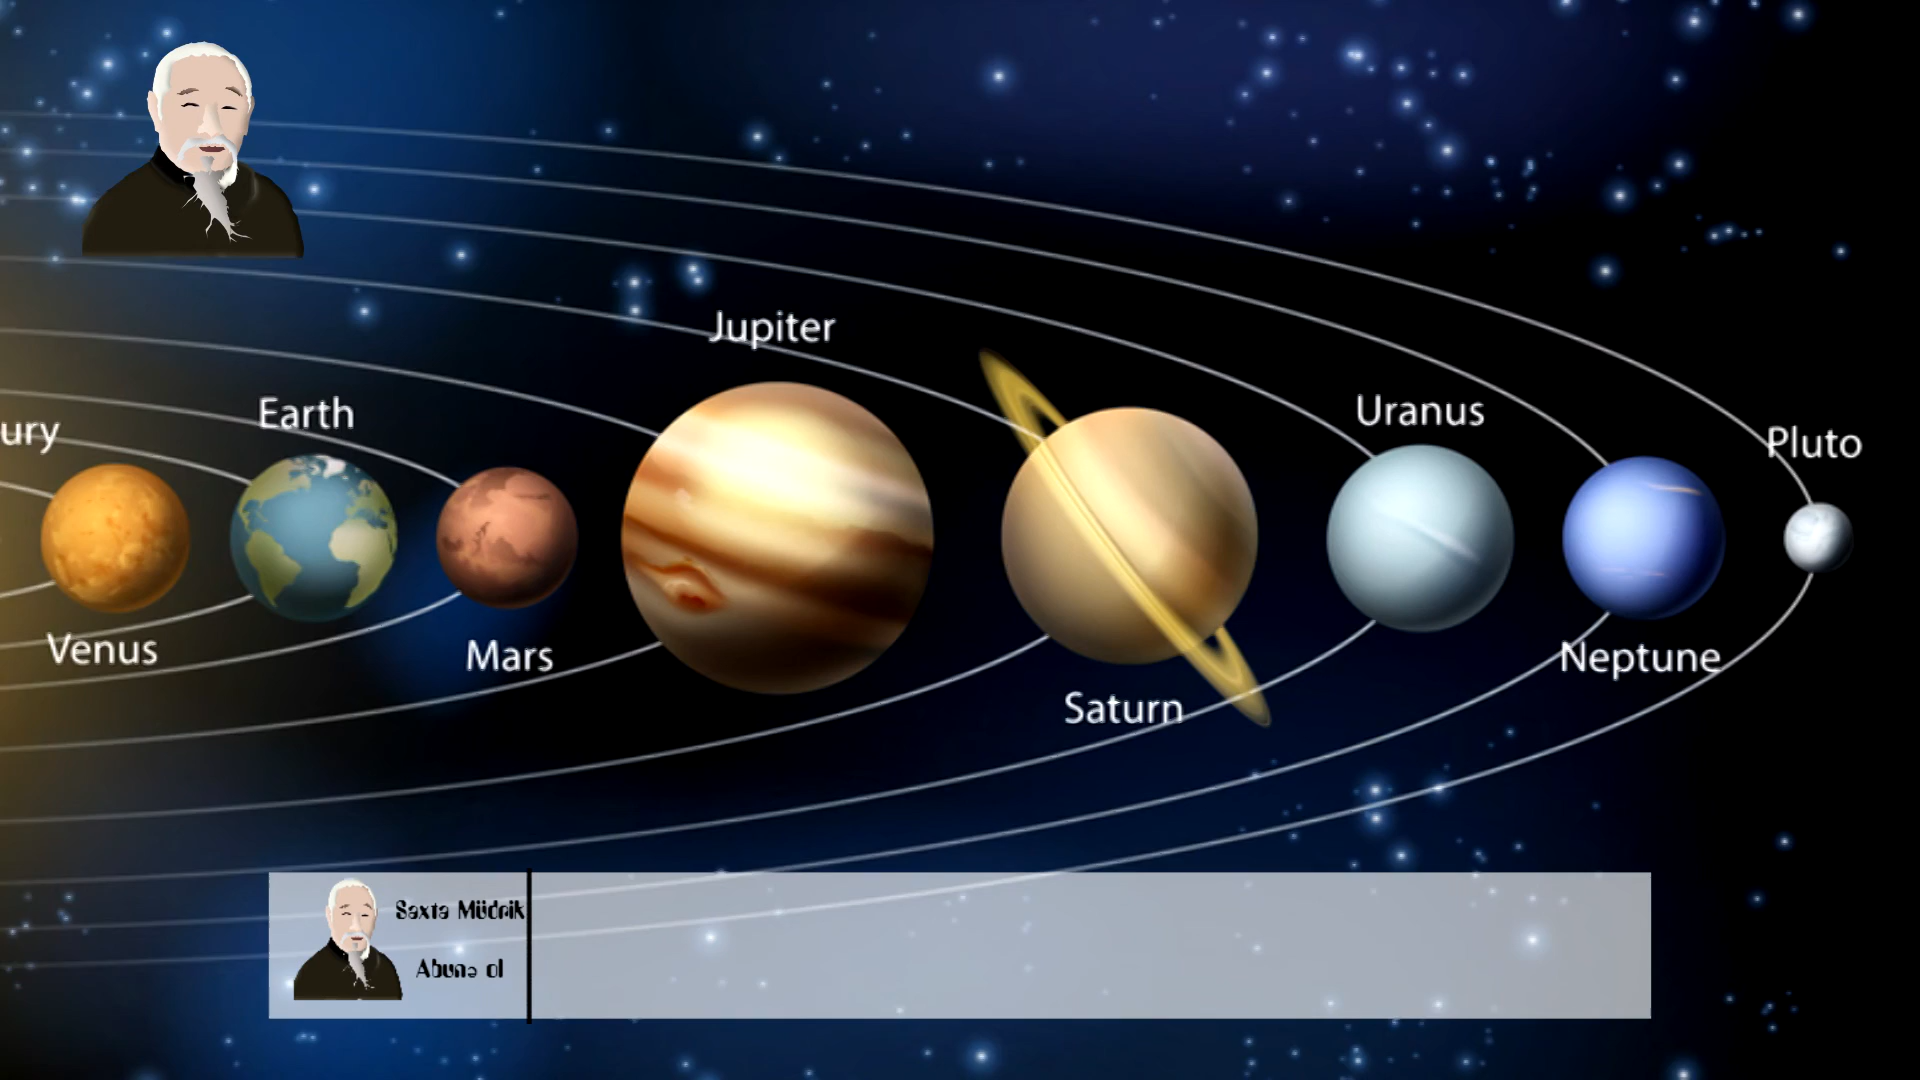 Jupiter
Earth
Uranus
ury
Pluto
Venus
Mars
Neptune
Saturn
Saxta Müdrik
Abunə ol